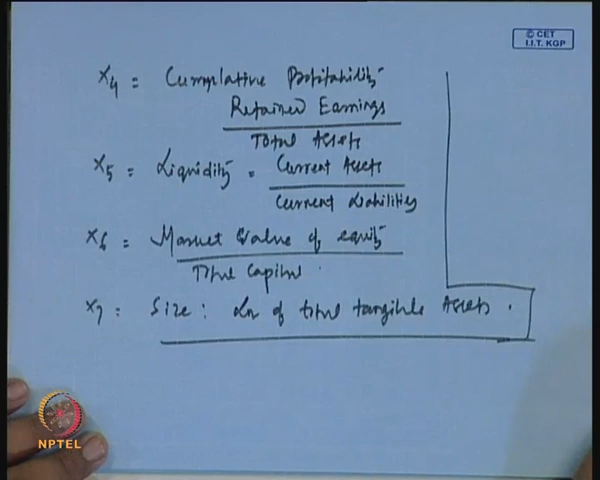 © CET
I.I.T. KGP
X4 = Cumulative Profitability
Retained Earnings
Total Assets
X5 = Liquidity = Current Assets
Current Liabilities
X6 = Market Value of equity
Total Capital
X7 = Size : Ln of total tangible Assets .
NPTEL